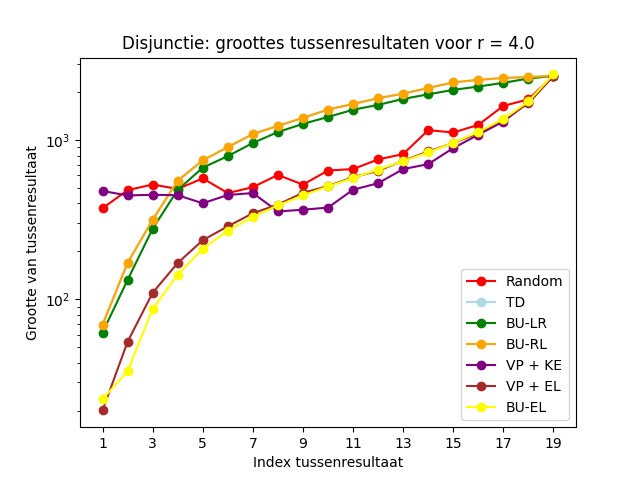 Disjunctie: groottes tussenresultaten voor r = 4.0
Grootte van tussenresultaat
10³
10²
Random
TD
BU-LR
BU-RL
VP + KE
VP + EL
BU-EL
1 3 5 7 9 11 13 15 17 19
Index tussenresultaat